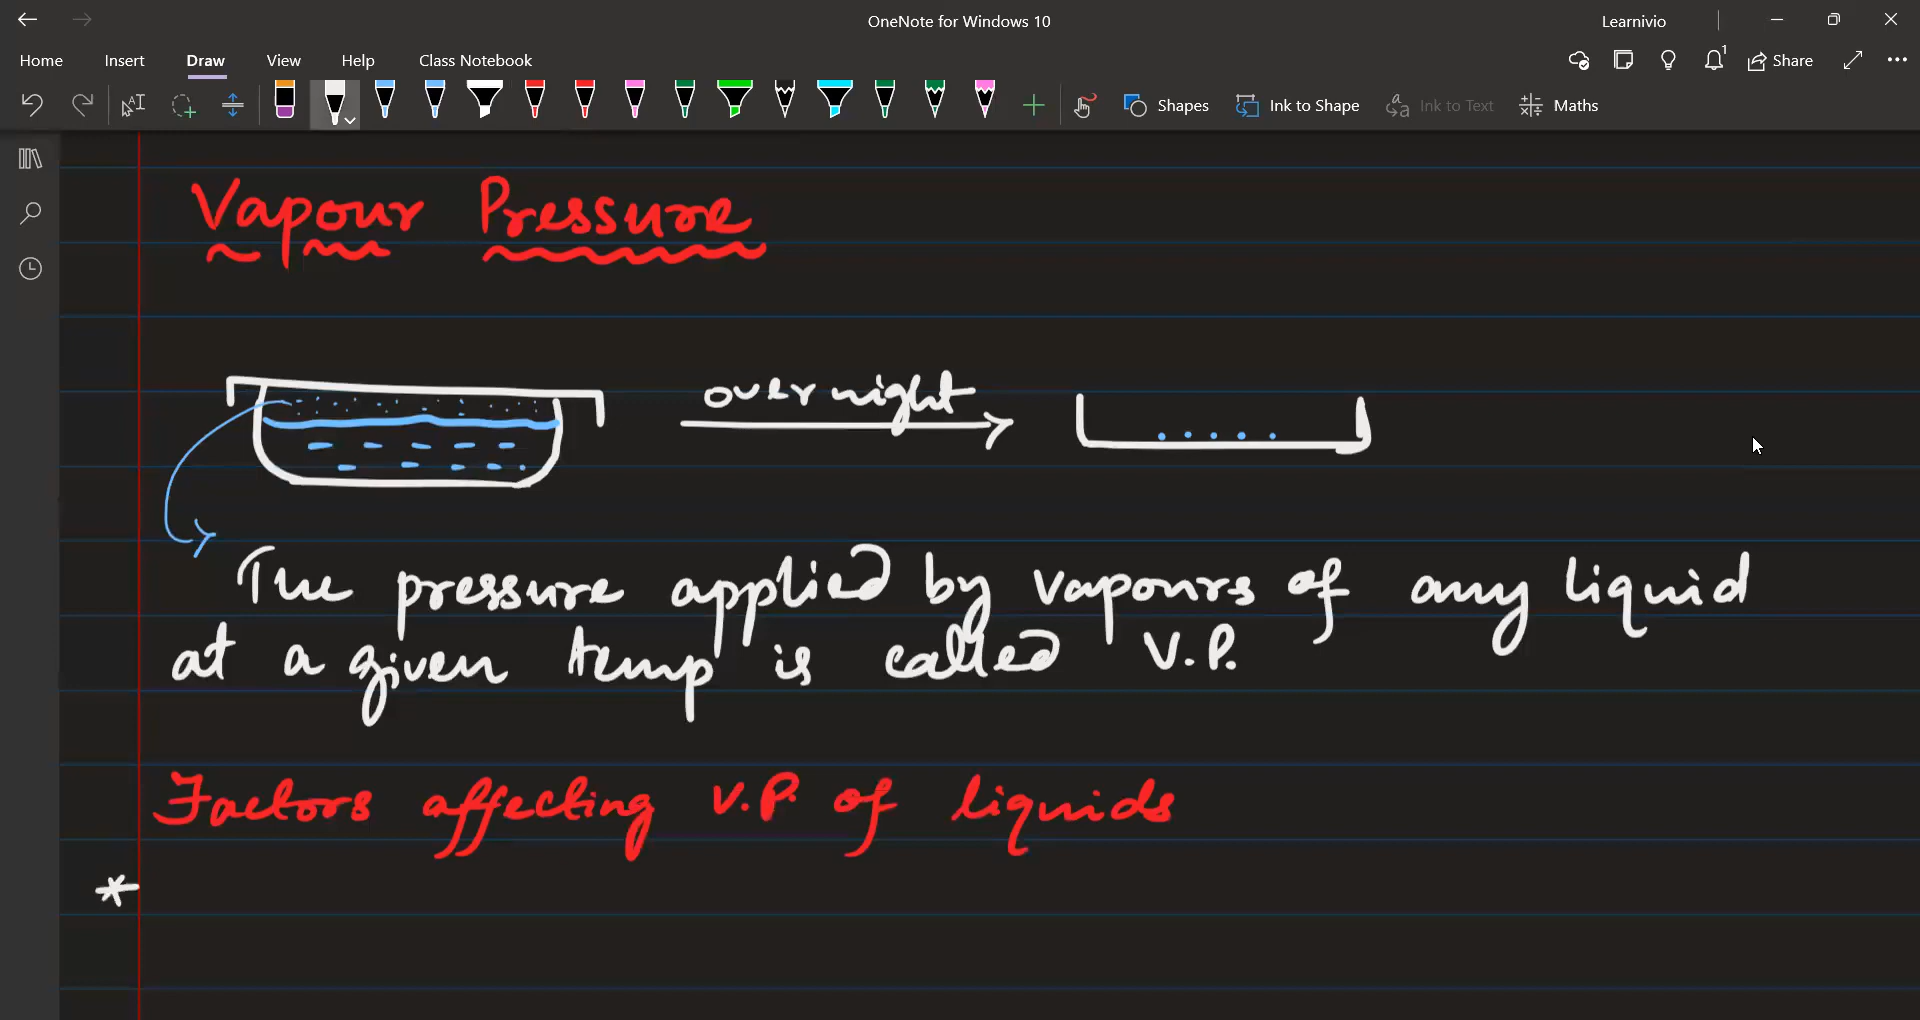 OneNote for Windows 10
Learnivio
Home Insert Draw View Help Class Notebook
1
Share
Shapes Ink to Shape Ink to Text Maths
Vapour Pressure
overnight
The pressure applied by vapours of any liquid
at a given temp is called V.P.
Factors affecting V.P. of liquids
*